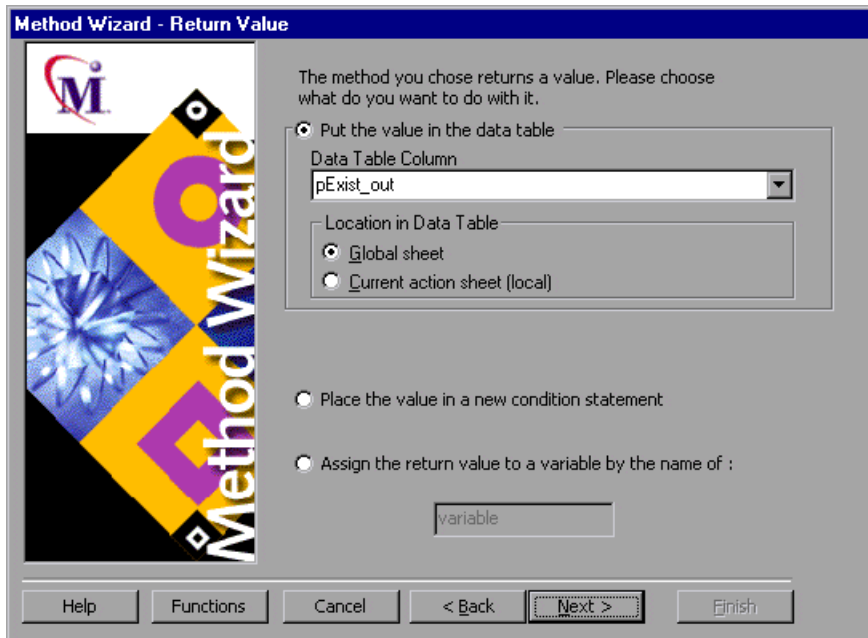 Method Wizard - Return Value
M
Method Wizard
The method you chose returns a value. Please choose
what do you want to do with it.
Put the value in the data table
Data Table Column
pExist_out
Location in Data Table
Global sheet
Current action sheet (local)
Place the value in a new condition statement
Assign the return value to a variable by the name of :
variable
Help
Functions
Cancel
< Back
Next >
Finish